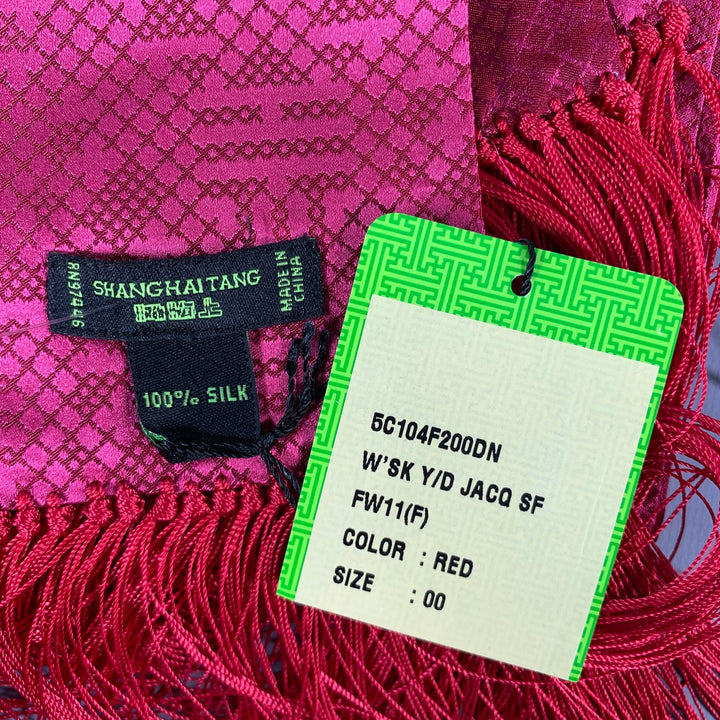 RN97446
SHANGHAI TANG
MADE IN
CHINA
100% SILK
5C104F200DN
W'SK Y/D JACQ SF
FW11(F)
COLOR : RED
SIZE : 00